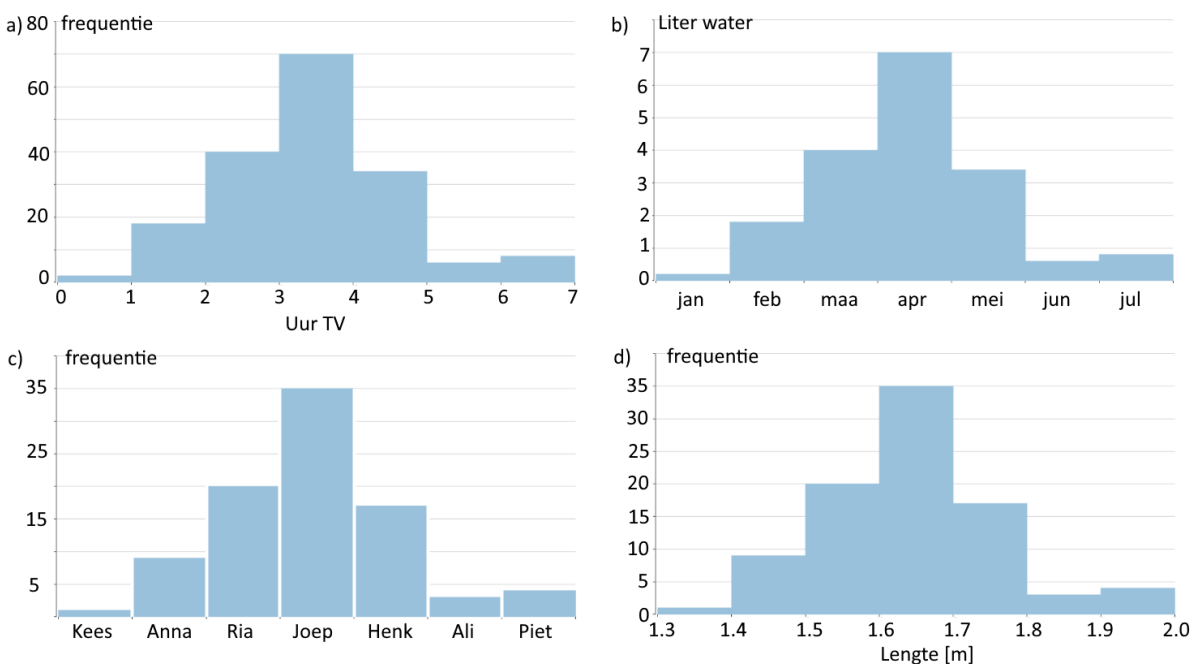 a) 80 frequentie
60
40
20
0
0 1 2 3 4 5 6 7
Uur TV
b) Liter water
7
6
5
4
3
2
1
0
jan feb maa apr mei jun jul
c) frequentie
35
25
15
5
Kees Anna Ria Joep Henk Ali Piet
d) frequentie
35
30
25
20
15
10
5
0
1.3 1.4 1.5 1.6 1.7 1.8 1.9 2.0
Lengte [m]